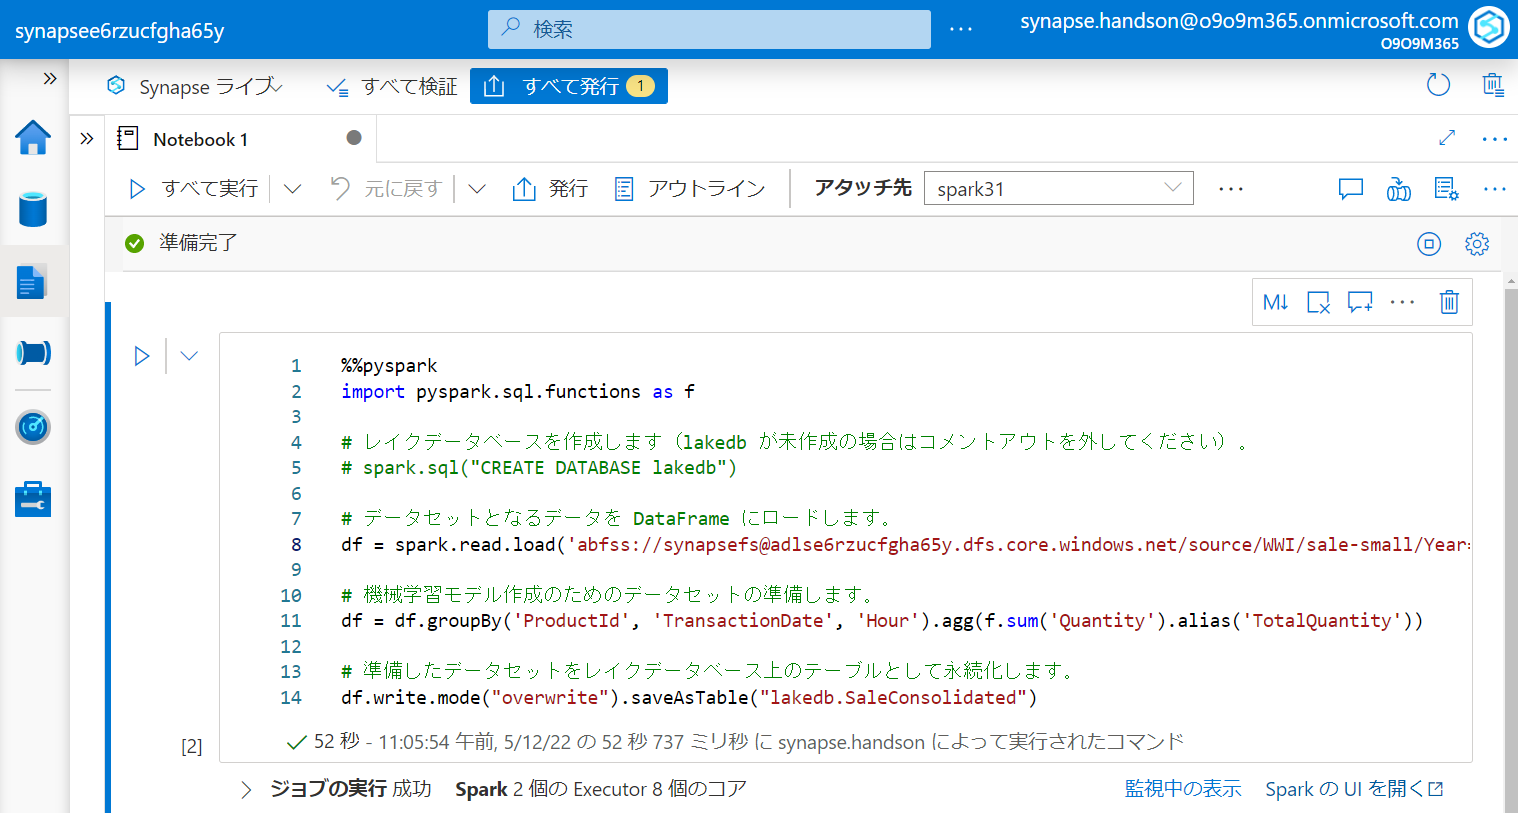 synapsee6rzucfgha65y
検索
synapse.handson@o9o9m365.onmicrosoft.com
O9O9M365
Synapse ライブ
すべて検証
すべて発行 1
Notebook 1
すべて実行
元に戻す
発行
アウトライン
アタッチ先
spark31
準備完了
M↓
1 %%pyspark
2 import pyspark.sql.functions as f
3
4 # レイクデータベースを作成します（lakedb が未作成の場合はコメントアウトを外してください）。
5 # spark.sql("CREATE DATABASE lakedb")
6
7 # データセットとなるデータを DataFrame にロードします。
8 df = spark.read.load('abfss://synapsefs@adlse6rzucfgha65y.dfs.core.windows.net/source/WWI/sale-small/Year=
9
10 # 機械学習モデル作成のためのデータセットの準備します。
11 df = df.groupBy('ProductId', 'TransactionDate', 'Hour').agg(f.sum('Quantity').alias('TotalQuantity'))
12
13 # 準備したデータセットをレイクデータベース上のテーブルとして永続化します。
14 df.write.mode("overwrite").saveAsTable("lakedb.SaleConsolidated")
[2]
52 秒 - 11:05:54 午前, 5/12/22 の 52 秒 737 ミリ秒 に synapse.handson によって実行されたコマンド
ジョブの実行 成功 Spark 2 個の Executor 8 個のコア
監視中の表示
Spark の UI を開く